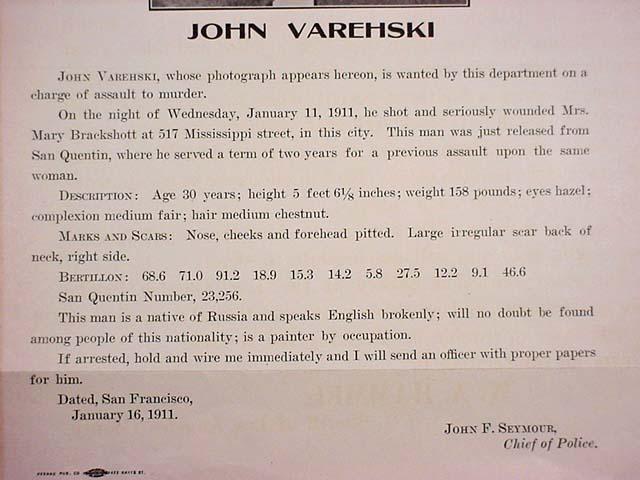 JOHN VAREHSKI
JOHN VAREHSKI, whose photograph appears hereon, is wanted by this department on a
charge of assault to murder.
On the night of Wednesday, January 11, 1911, he shot and seriously wounded Mrs.
Mary Brackshott at 517 Mississippi street, in this city. This man was just released from
San Quentin, where he served a term of two years for a previous assault upon the same
woman.
DESCRIPTION: Age 30 years; height 5 feet 6⅛ inches; weight 158 pounds; eyes hazel;
complexion medium fair; hair medium chestnut.
MARKS AND SCARS: Nose, cheeks and forehead pitted. Large irregular scar back of
neck, right side.
BERTILLON: 68.6 71.0 91.2 18.9 15.3 14.2 5.8 27.5 12.2 9.1 46.6
San Quentin Number, 23,256.
This man is a native of Russia and speaks English brokenly; will no doubt be found
among people of this nationality; is a painter by occupation.
If arrested, hold and wire me immediately and I will send an officer with proper papers
for him.
Dated, San Francisco,
January 16, 1911.
JOHN F. SEYMOUR,
Chief of Police.